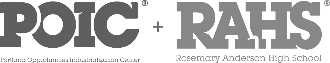 POIC® + RAHS®
Portland Opportunities Industrialization Center
Rosemary Anderson High School